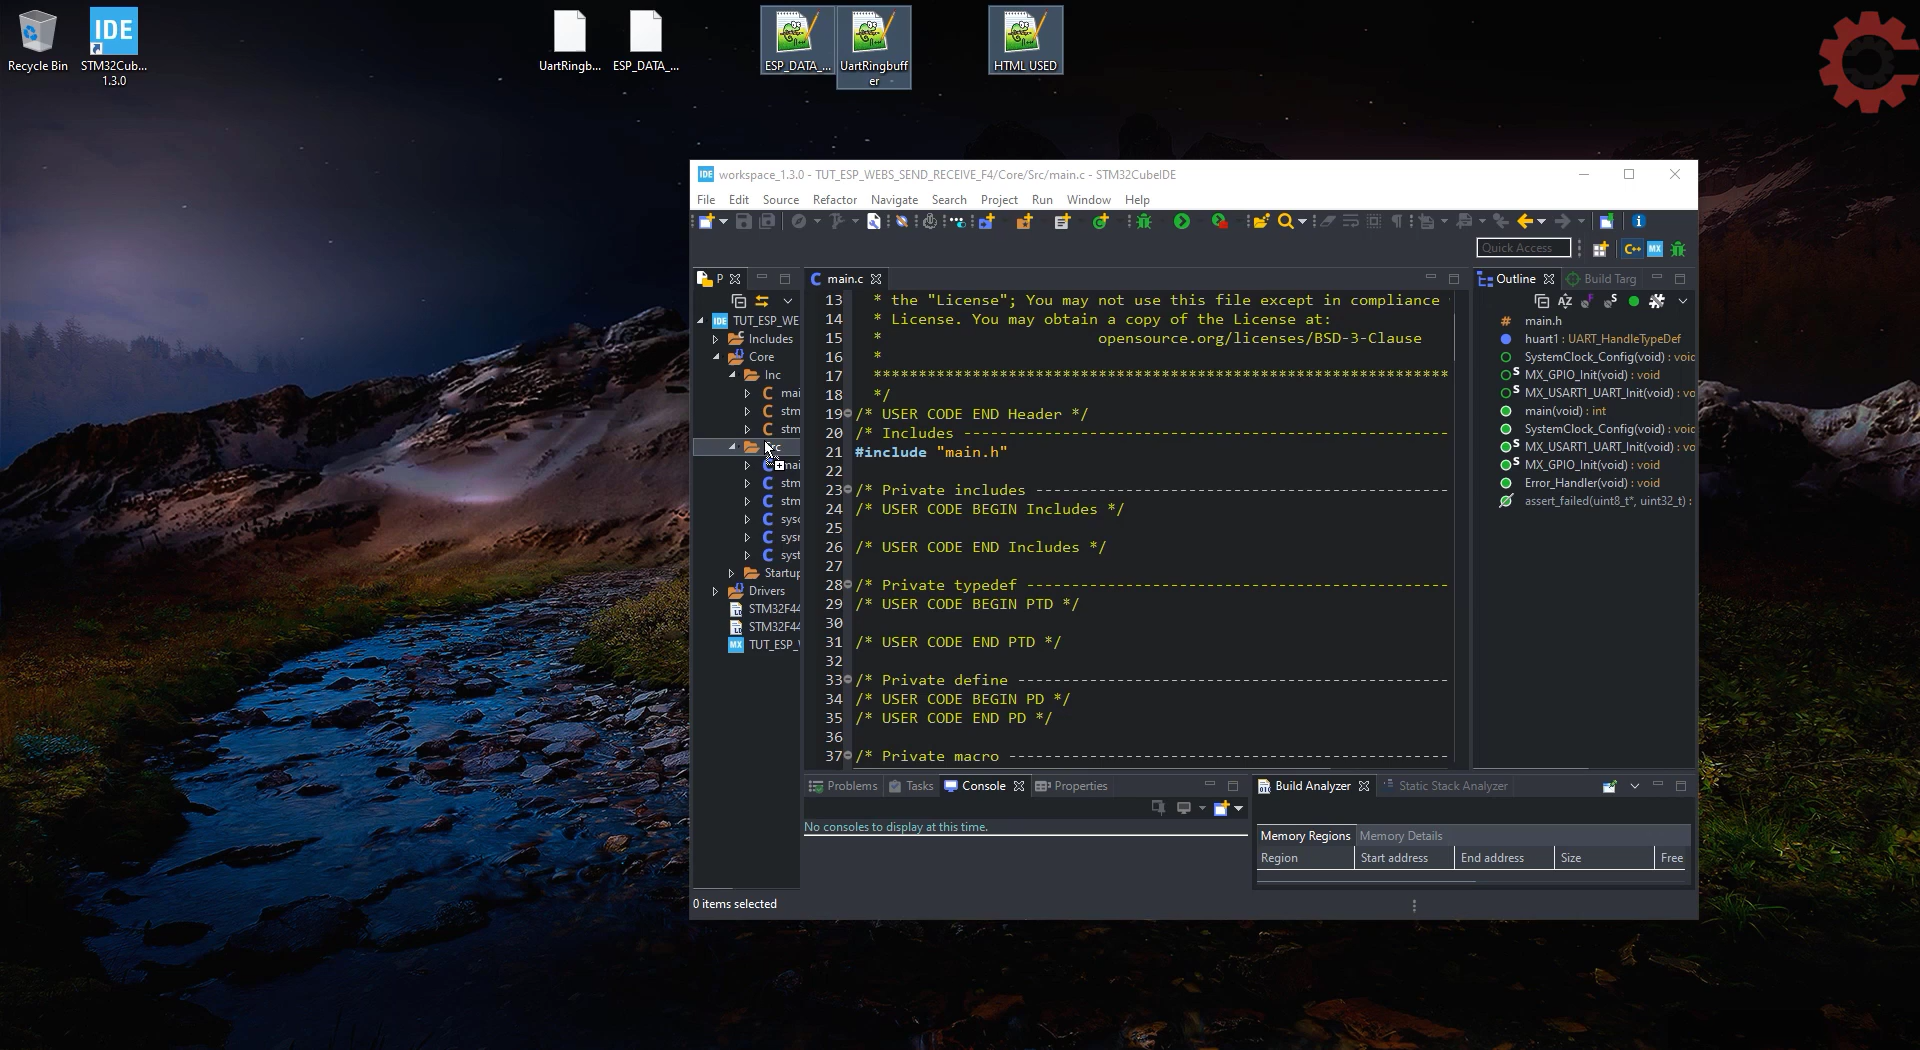 Recycle Bin
IDE
STM32Cub...
1.3.0
UartRingb...
ESP_DATA_...
ESP_DATA_...
UartRingbuff
er
HTML USED
IDE workspace_1.3.0 - TUT_ESP_WEBS_SEND_RECEIVE_F4/Core/Src/main.c - STM32CubeIDE
File Edit Source Refactor Navigate Search Project Run Window Help
Quick Access
P
main.c
Outline
Build Targ
IDE TUT_ESP_WE
Includes
Core
Inc
mai
stm
stm
mai
stm
stm
sysc
sysr
syst
Startup
Drivers
STM32F44
STM32F44
MX TUT_ESP_
13 * the "License"; You may not use this file except in compliance
14 * License. You may obtain a copy of the License at:
15 * opensource.org/licenses/BSD-3-Clause
16 *
17 ****************************************************************
18 */
19 /* USER CODE END Header */
20 /* Includes ------------------------------------------------------
21 #include "main.h"
22
23 /* Private includes ----------------------------------------------
24 /* USER CODE BEGIN Includes */
25
26 /* USER CODE END Includes */
27
28 /* Private typedef -----------------------------------------------
29 /* USER CODE BEGIN PTD */
30
31 /* USER CODE END PTD */
32
33 /* Private define ------------------------------------------------
34 /* USER CODE BEGIN PD */
35 /* USER CODE END PD */
36
37 /* Private macro -------------------------------------------------
main.h
huart1 : UART_HandleTypeDef
SystemClock_Config(void) : void
MX_GPIO_Init(void) : void
MX_USART1_UART_Init(void) : vo
main(void) : int
SystemClock_Config(void) : void
MX_USART1_UART_Init(void) : vo
MX_GPIO_Init(void) : void
Error_Handler(void) : void
assert_failed(uint8_t*, uint32_t) :
Problems Tasks Console Properties
No consoles to display at this time.
Build Analyzer Static Stack Analyzer
Memory Regions Memory Details
Region Start address End address Size Free
0 items selected